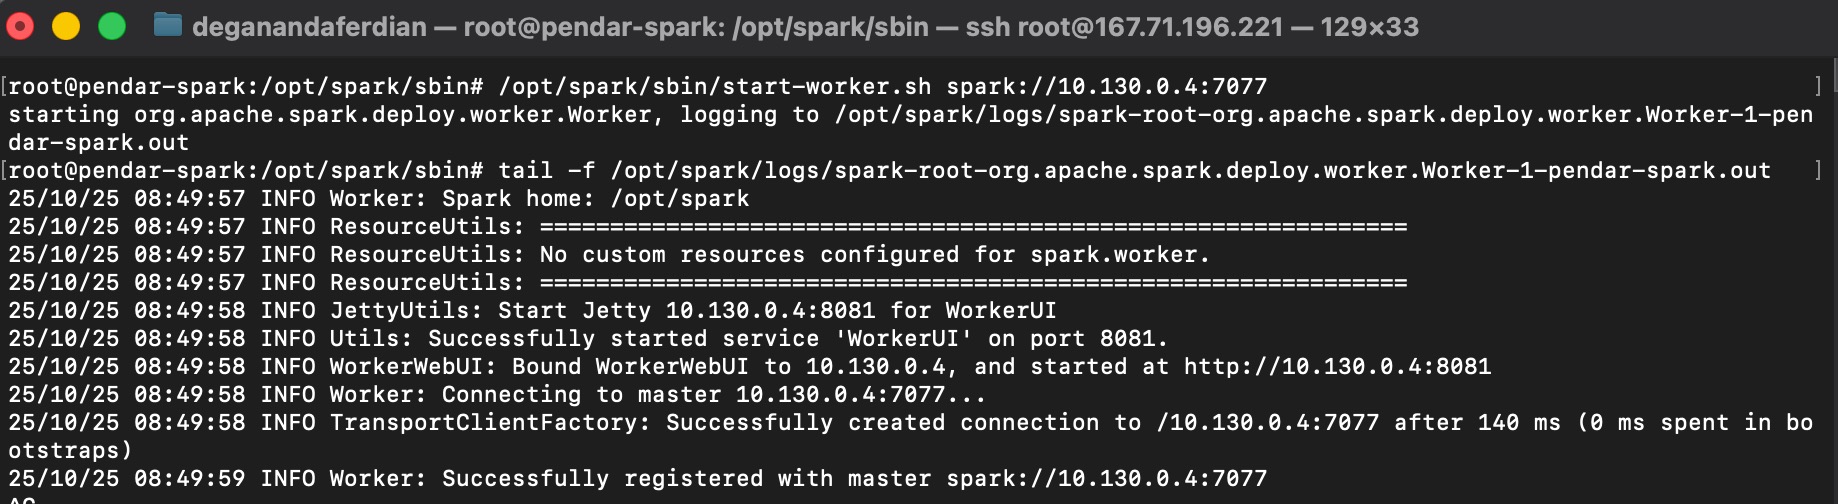 deganandaferdian — root@pendar-spark: /opt/spark/sbin — ssh root@167.71.196.221 — 129×33
[root@pendar-spark:/opt/spark/sbin# /opt/spark/sbin/start-worker.sh spark://10.130.0.4:7077 ]
starting org.apache.spark.deploy.worker.Worker, logging to /opt/spark/logs/spark-root-org.apache.spark.deploy.worker.Worker-1-pen
dar-spark.out
[root@pendar-spark:/opt/spark/sbin# tail -f /opt/spark/logs/spark-root-org.apache.spark.deploy.worker.Worker-1-pendar-spark.out ]
25/10/25 08:49:57 INFO Worker: Spark home: /opt/spark
25/10/25 08:49:57 INFO ResourceUtils: ==============================================================
25/10/25 08:49:57 INFO ResourceUtils: No custom resources configured for spark.worker.
25/10/25 08:49:57 INFO ResourceUtils: ==============================================================
25/10/25 08:49:58 INFO JettyUtils: Start Jetty 10.130.0.4:8081 for WorkerUI
25/10/25 08:49:58 INFO Utils: Successfully started service 'WorkerUI' on port 8081.
25/10/25 08:49:58 INFO WorkerWebUI: Bound WorkerWebUI to 10.130.0.4, and started at http://10.130.0.4:8081
25/10/25 08:49:58 INFO Worker: Connecting to master 10.130.0.4:7077...
25/10/25 08:49:58 INFO TransportClientFactory: Successfully created connection to /10.130.0.4:7077 after 140 ms (0 ms spent in bo
otstraps)
25/10/25 08:49:59 INFO Worker: Successfully registered with master spark://10.130.0.4:7077